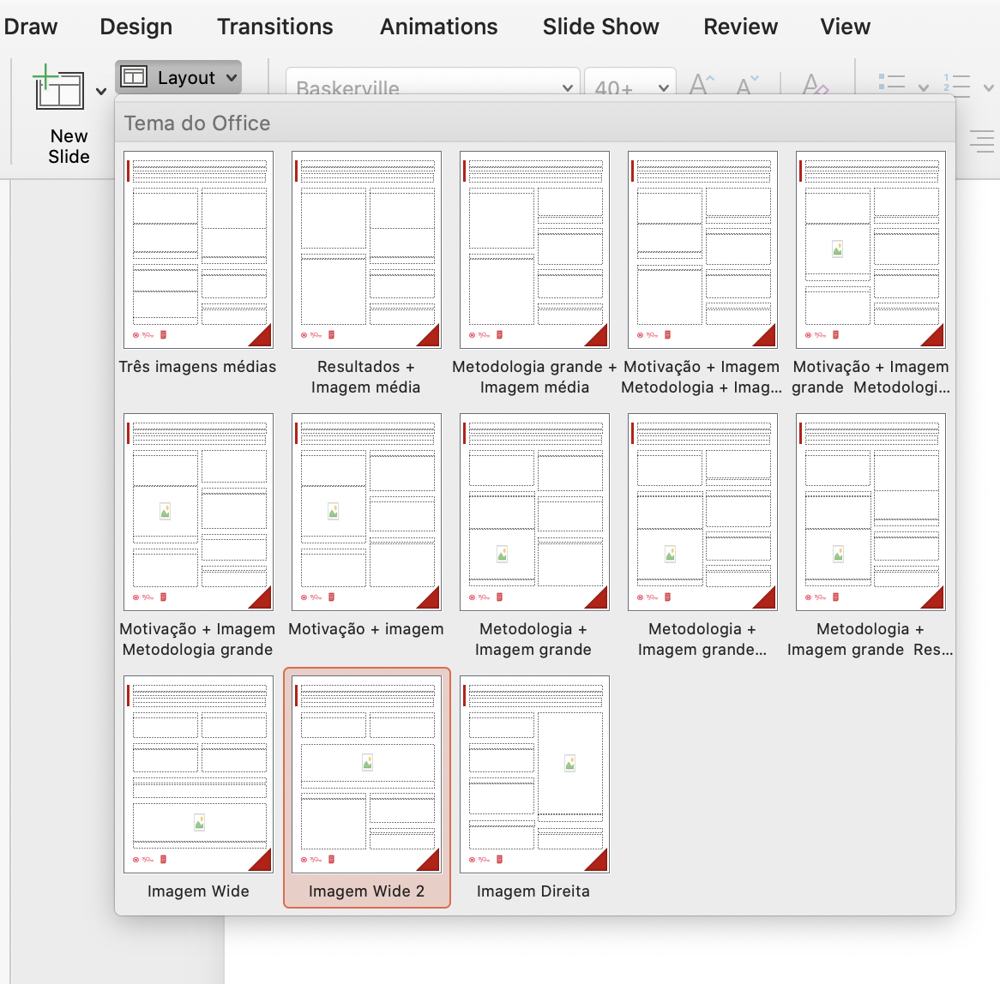 Draw Design Transitions Animations Slide Show Review View
Layout
Baskerville 40+
New
Slide
Tema do Office
Três imagens médias
Resultados +
Imagem média
Metodologia grande +
Imagem média
Motivação + Imagem
Metodologia + Imag...
Motivação + Imagem
grande Metodologi...
Motivação + Imagem
Metodologia grande
Motivação + imagem
Metodologia +
Imagem grande
Metodologia +
Imagem grande...
Metodologia +
Imagem grande Res...
Imagem Wide
Imagem Wide 2
Imagem Direita